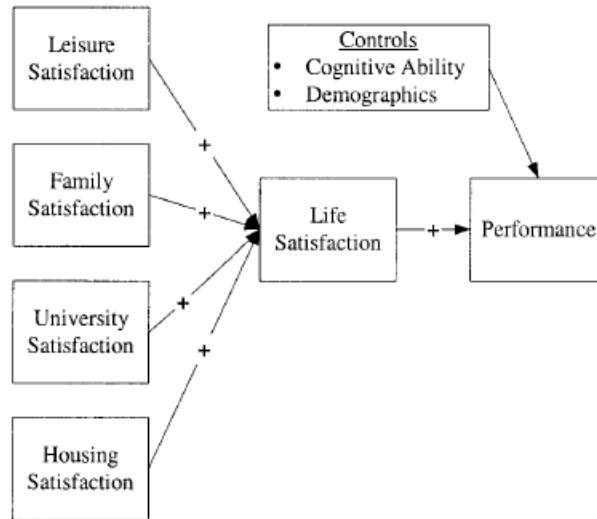 Leisure
Satisfaction
Controls
• Cognitive Ability
• Demographics
+
Family
Satisfaction
+
Life
Satisfaction
+
Performance
+
University
Satisfaction
+
Housing
Satisfaction